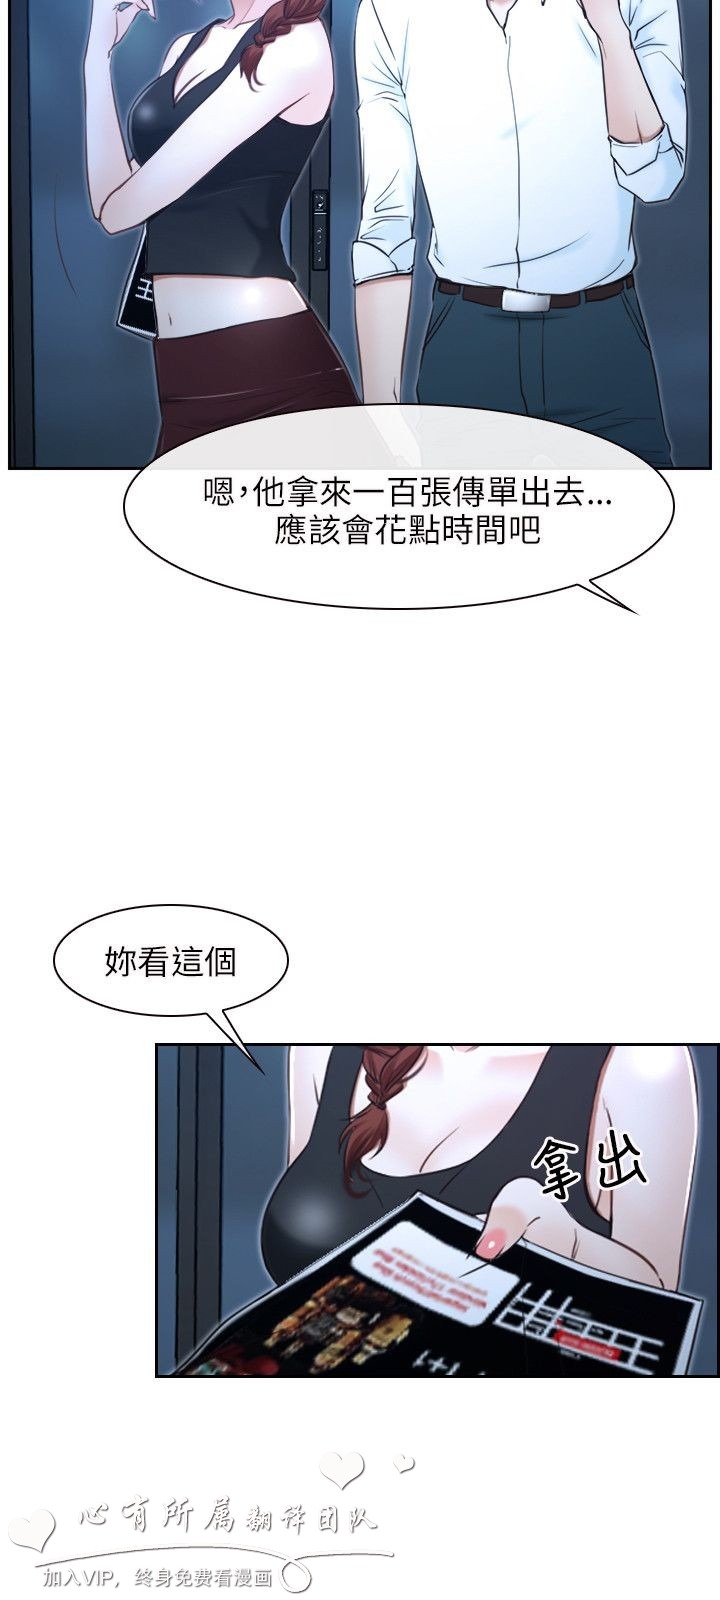 嗯，他拿來一百張傳單出去...
應該會花點時間吧
妳看這個
拿出
1+1
心有所属翻译团队
加入VIP，终身免费看漫画